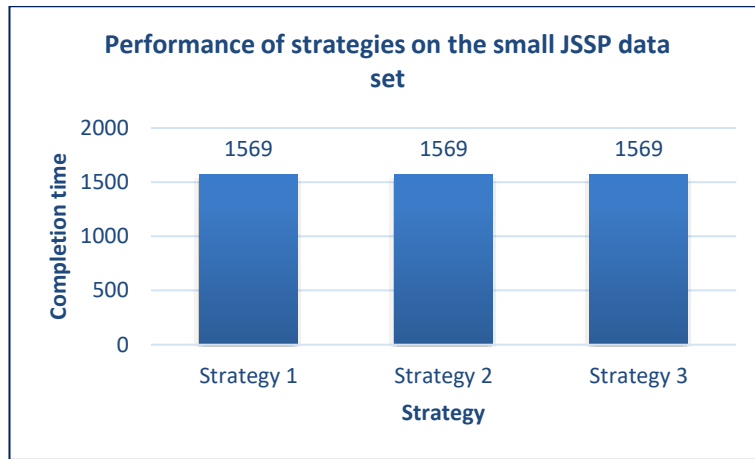 Performance of strategies on the small JSSP data
set
Completion time
2000
1500
1000
500
0
1569
1569
1569
Strategy 1
Strategy 2
Strategy 3
Strategy